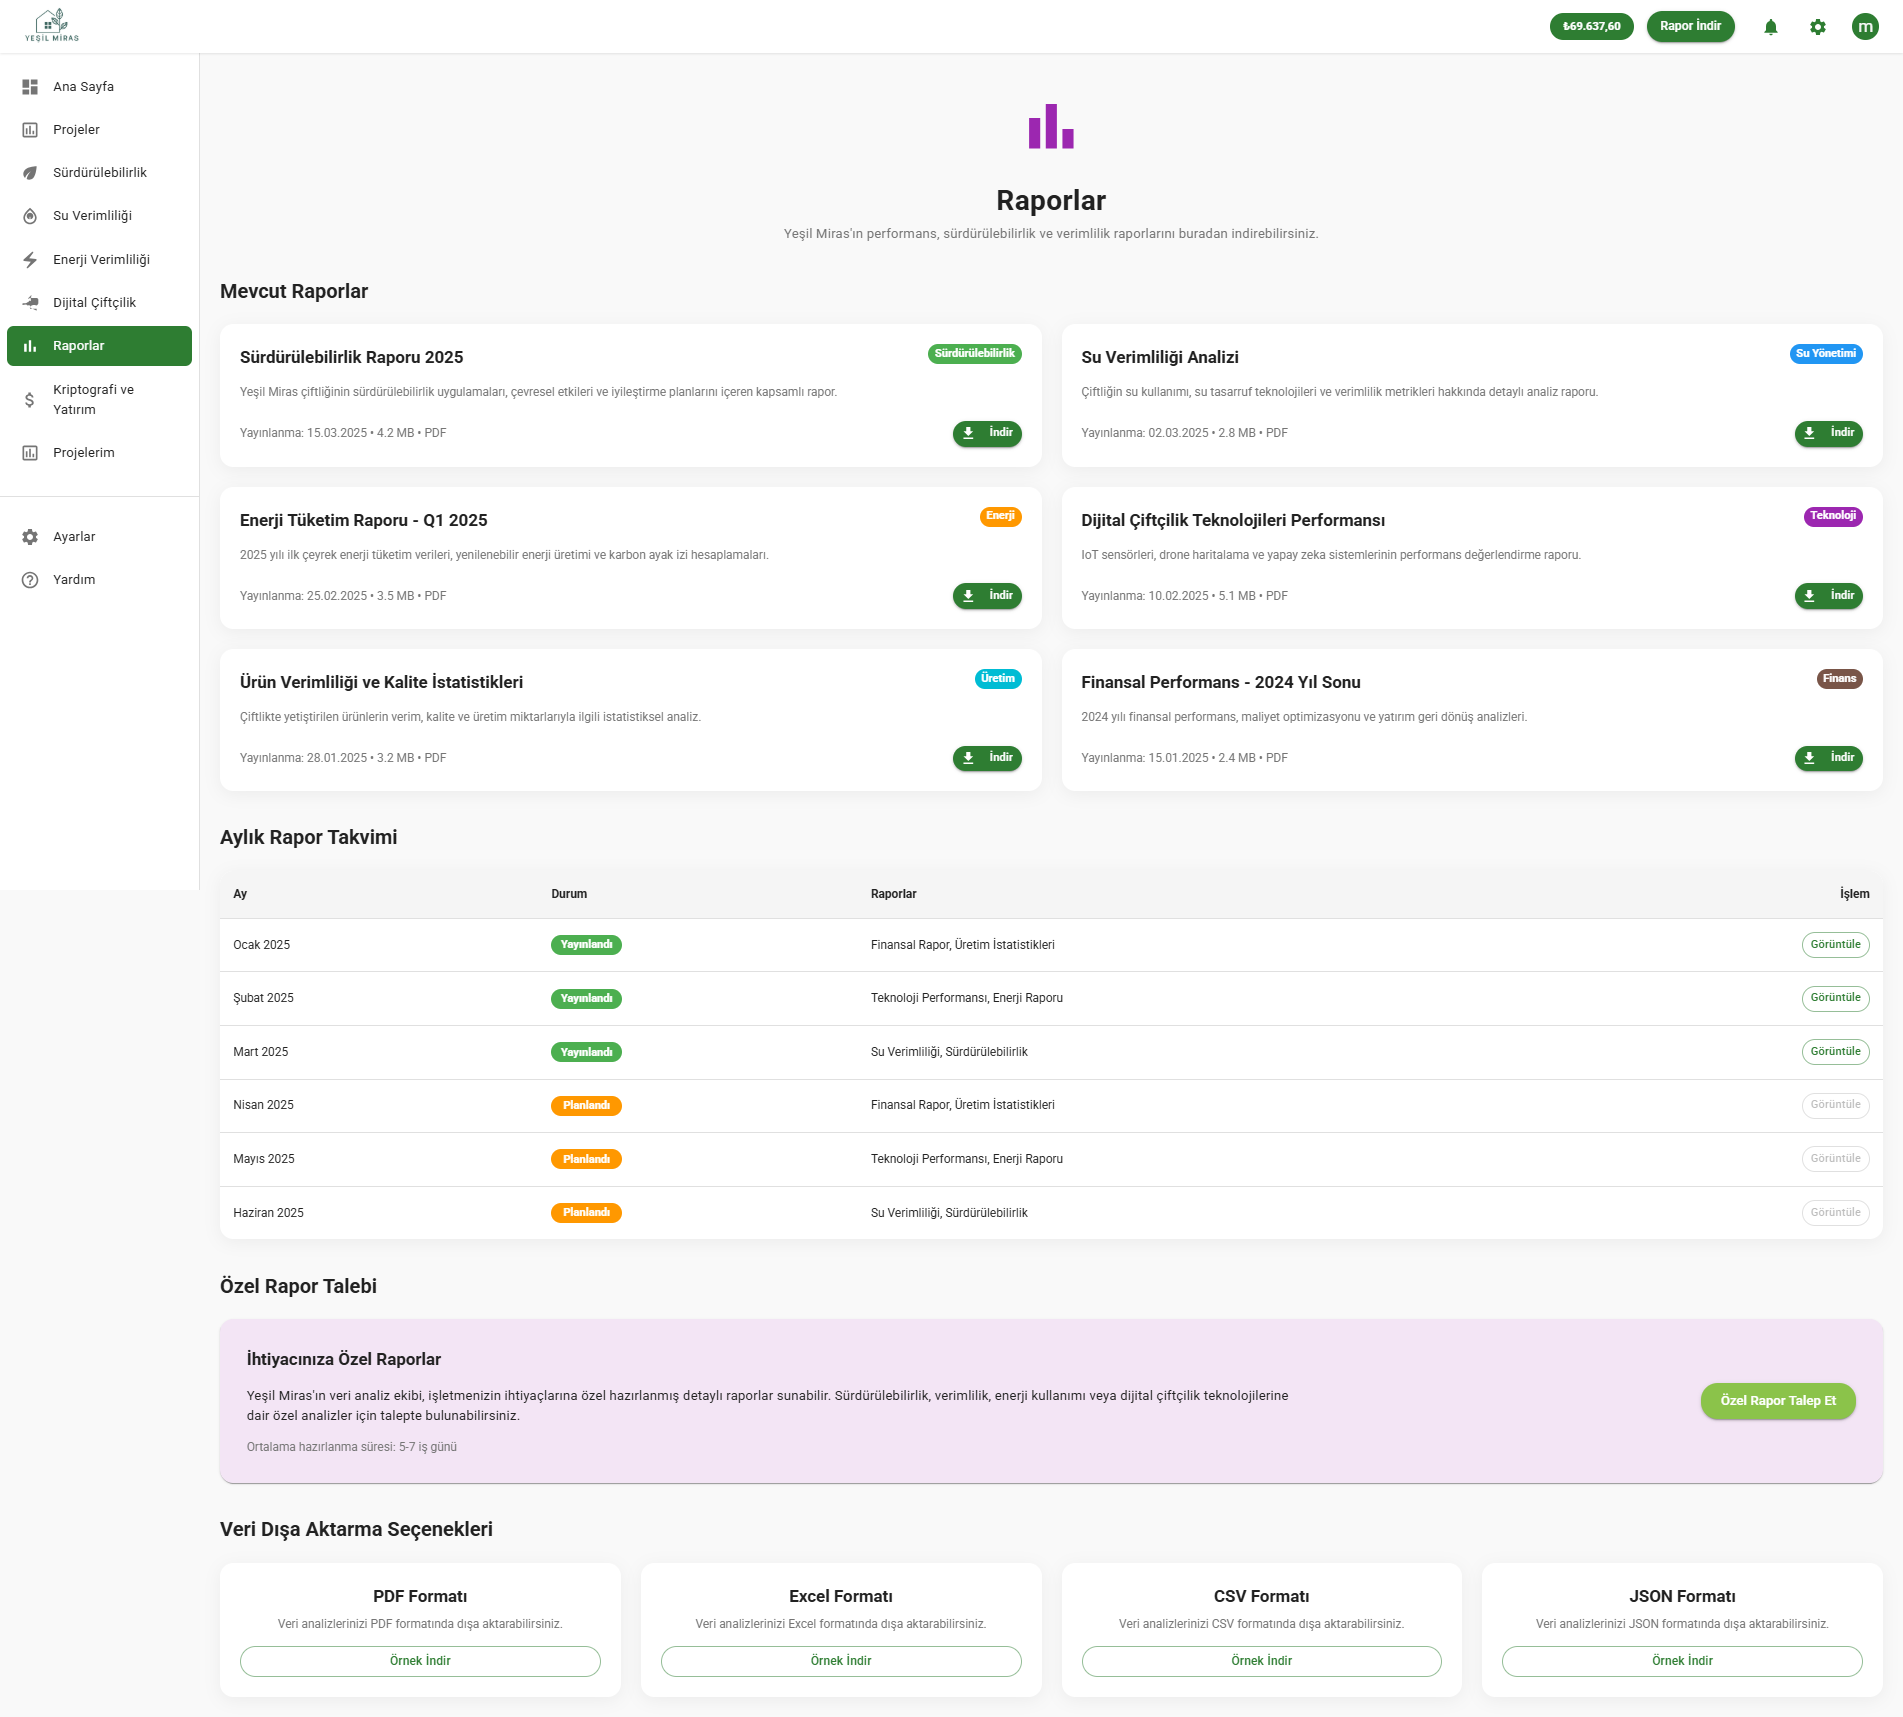 YEŞİL MİRAS
₺69.637,60
Rapor İndir
m
Ana Sayfa
Projeler
Sürdürülebilirlik
Su Verimliliği
Enerji Verimliliği
Dijital Çiftçilik
Raporlar
Kriptografi ve
Yatırım
Projelerim
Ayarlar
Yardım
Raporlar
Yeşil Miras'ın performans, sürdürülebilirlik ve verimlilik raporlarını buradan indirebilirsiniz.
Mevcut Raporlar
Sürdürülebilirlik Raporu 2025
Sürdürülebilirlik
Yeşil Miras çiftliğinin sürdürülebilirlik uygulamaları, çevresel etkileri ve iyileştirme planlarını içeren kapsamlı rapor.
Yayınlanma: 15.03.2025 • 4.2 MB • PDF
İndir
Su Verimliliği Analizi
Su Yönetimi
Çiftliğin su kullanımı, su tasarruf teknolojileri ve verimlilik metrikleri hakkında detaylı analiz raporu.
Yayınlanma: 02.03.2025 • 2.8 MB • PDF
İndir
Enerji Tüketim Raporu - Q1 2025
Enerji
2025 yılı ilk çeyrek enerji tüketim verileri, yenilenebilir enerji üretimi ve karbon ayak izi hesaplamaları.
Yayınlanma: 25.02.2025 • 3.5 MB • PDF
İndir
Dijital Çiftçilik Teknolojileri Performansı
Teknoloji
IoT sensörleri, drone haritalama ve yapay zeka sistemlerinin performans değerlendirme raporu.
Yayınlanma: 10.02.2025 • 5.1 MB • PDF
İndir
Ürün Verimliliği ve Kalite İstatistikleri
Üretim
Çiftlikte yetiştirilen ürünlerin verim, kalite ve üretim miktarlarıyla ilgili istatistiksel analiz.
Yayınlanma: 28.01.2025 • 3.2 MB • PDF
İndir
Finansal Performans - 2024 Yıl Sonu
Finans
2024 yılı finansal performans, maliyet optimizasyonu ve yatırım geri dönüş analizleri.
Yayınlanma: 15.01.2025 • 2.4 MB • PDF
İndir
Aylık Rapor Takvimi
Ay Durum Raporlar İşlem
Ocak 2025 Yayınlandı Finansal Rapor, Üretim İstatistikleri Görüntüle
Şubat 2025 Yayınlandı Teknoloji Performansı, Enerji Raporu Görüntüle
Mart 2025 Yayınlandı Su Verimliliği, Sürdürülebilirlik Görüntüle
Nisan 2025 Planlandı Finansal Rapor, Üretim İstatistikleri Görüntüle
Mayıs 2025 Planlandı Teknoloji Performansı, Enerji Raporu Görüntüle
Haziran 2025 Planlandı Su Verimliliği, Sürdürülebilirlik Görüntüle
Özel Rapor Talebi
İhtiyacınıza Özel Raporlar
Yeşil Miras'ın veri analiz ekibi, işletmenizin ihtiyaçlarına özel hazırlanmış detaylı raporlar sunabilir. Sürdürülebilirlik, verimlilik, enerji kullanımı veya dijital çiftçilik teknolojilerine
dair özel analizler için talepte bulunabilirsiniz.
Ortalama hazırlanma süresi: 5-7 iş günü
Özel Rapor Talep Et
Veri Dışa Aktarma Seçenekleri
PDF Formatı
Veri analizlerinizi PDF formatında dışa aktarabilirsiniz.
Örnek İndir
Excel Formatı
Veri analizlerinizi Excel formatında dışa aktarabilirsiniz.
Örnek İndir
CSV Formatı
Veri analizlerinizi CSV formatında dışa aktarabilirsiniz.
Örnek İndir
JSON Formatı
Veri analizlerinizi JSON formatında dışa aktarabilirsiniz.
Örnek İndir